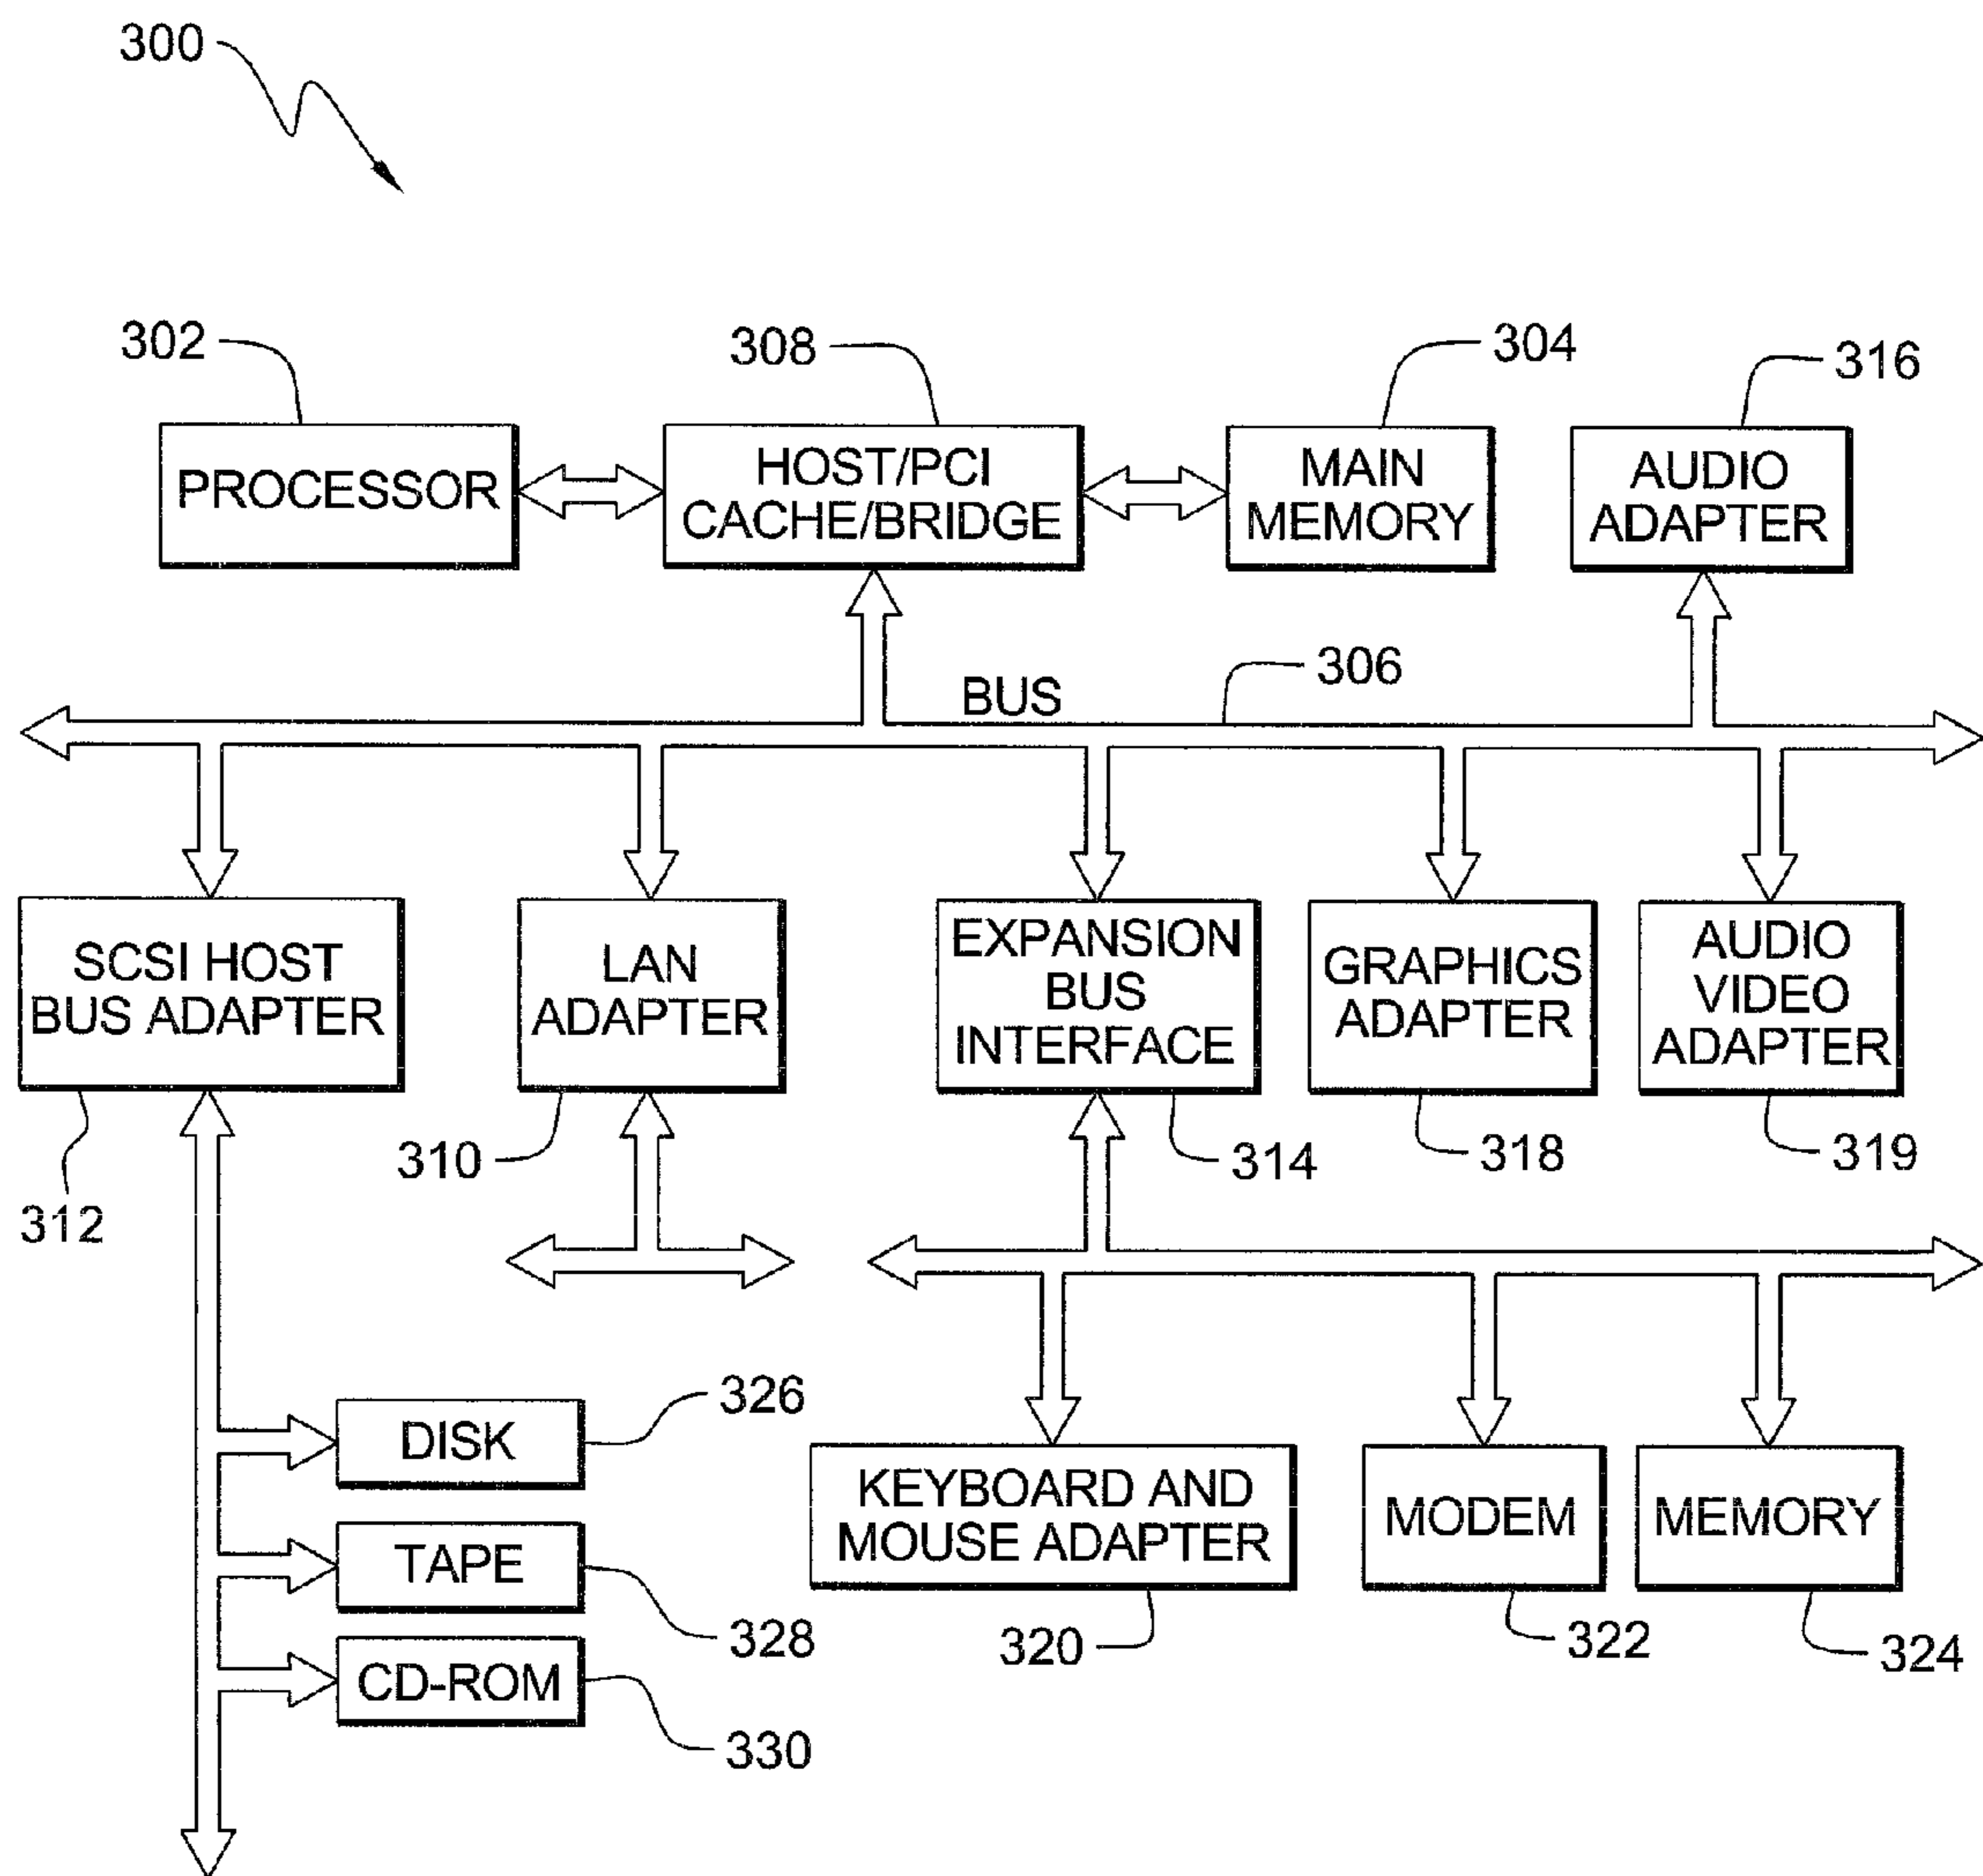 300
302
308
304
316
PROCESSOR
HOST/PCI
CACHE/BRIDGE
MAIN
MEMORY
AUDIO
ADAPTER
BUS
306
SCSI HOST
BUS ADAPTER
LAN
ADAPTER
EXPANSION
BUS
INTERFACE
GRAPHICS
ADAPTER
AUDIO
VIDEO
ADAPTER
312
310
314
318
319
DISK
326
TAPE
328
CD-ROM
330
KEYBOARD AND
MOUSE ADAPTER
MODEM
MEMORY
320
322
324